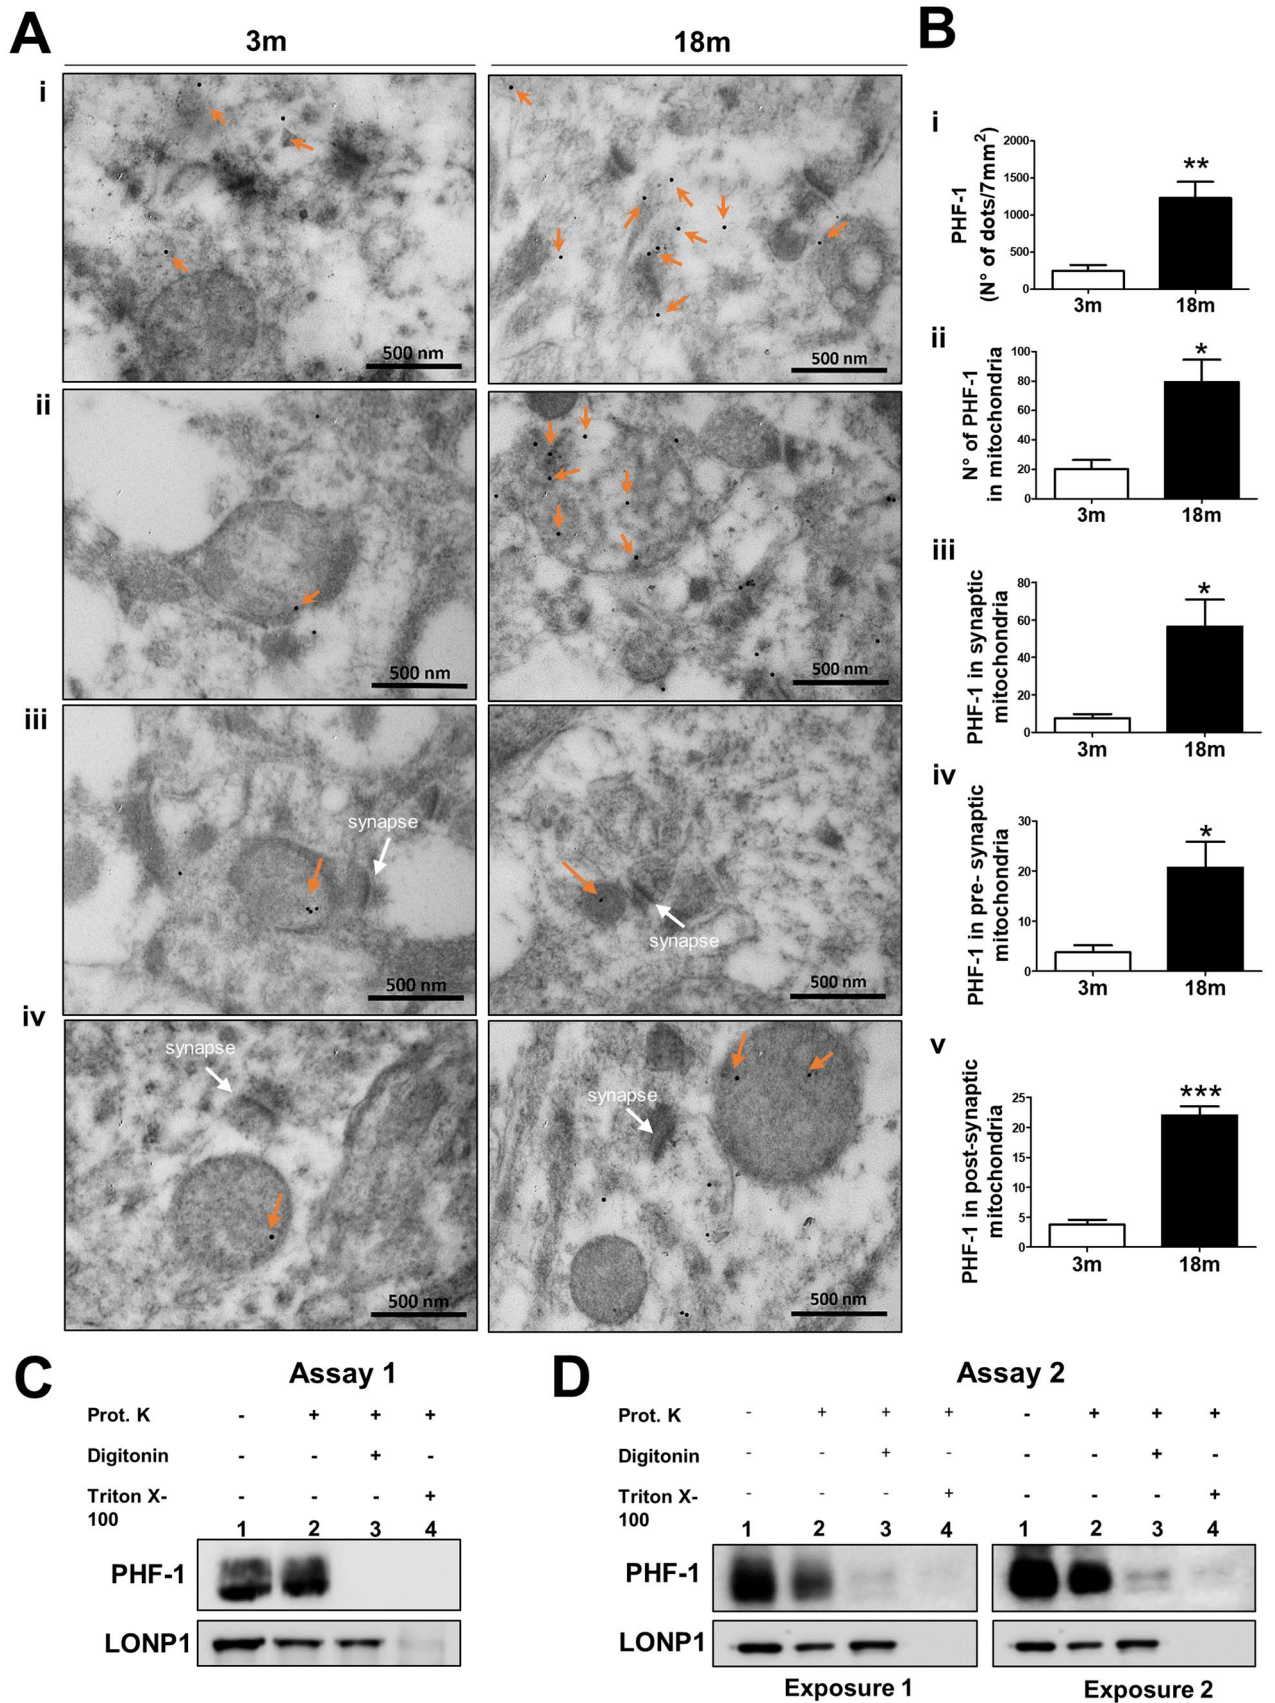 A
3m
18m
i
500 nm
500 nm
ii
500 nm
500 nm
iii
synapse
500 nm
synapse
500 nm
iv
synapse
500 nm
synapse
500 nm
B
i
PHF-1
(N° of dots/7mm²)
2000
1500
1000
500
0
**
3m
18m
ii
N° of PHF-1
in mitochondria
100
80
60
40
20
0
*
3m
18m
iii
PHF-1 in synaptic
mitochondria
80
60
40
20
0
*
3m
18m
iv
PHF-1 in pre- synaptic
mitochondria
30
20
10
0
*
3m
18m
v
PHF-1 in post-synaptic
mitochondria
25
20
15
10
5
0
***
3m
18m
C
Assay 1
Prot. K - + + +
Digitonin - - + -
Triton X-
100 - - - +
1 2 3 4
PHF-1
LONP1
D
Assay 2
Prot. K - + + + - + + +
Digitonin - - + - - - + -
Triton X-
100 - - - + - - - +
1 2 3 4 1 2 3 4
PHF-1
LONP1
Exposure 1
Exposure 2